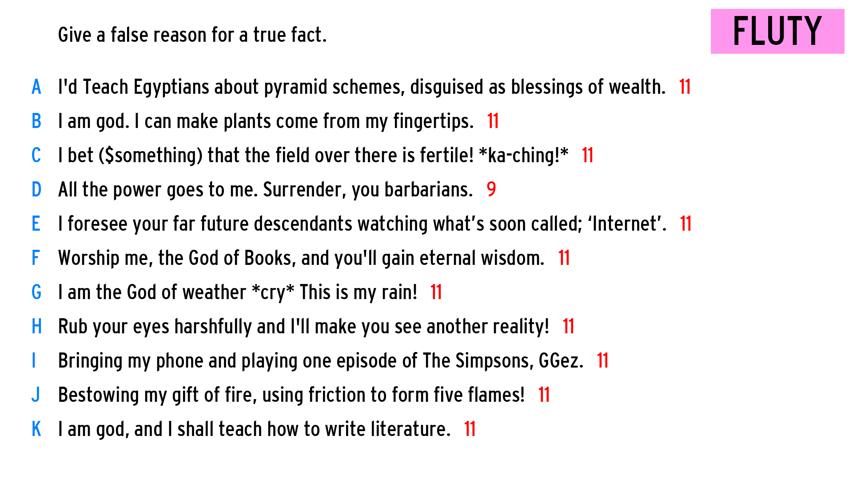 FLUTY
Give a false reason for a true fact.
A I'd Teach Egyptians about pyramid schemes, disguised as blessings of wealth. 11
B I am god. I can make plants come from my fingertips. 11
C I bet ($something) that the field over there is fertile! *ka-ching!* 11
D All the power goes to me. Surrender, you barbarians. 9
E I foresee your far future descendants watching what’s soon called; ‘Internet’. 11
F Worship me, the God of Books, and you'll gain eternal wisdom. 11
G I am the God of weather *cry* This is my rain! 11
H Rub your eyes harshfully and I'll make you see another reality! 11
I Bringing my phone and playing one episode of The Simpsons, GGez. 11
J Bestowing my gift of fire, using friction to form five flames! 11
K I am god, and I shall teach how to write literature. 11